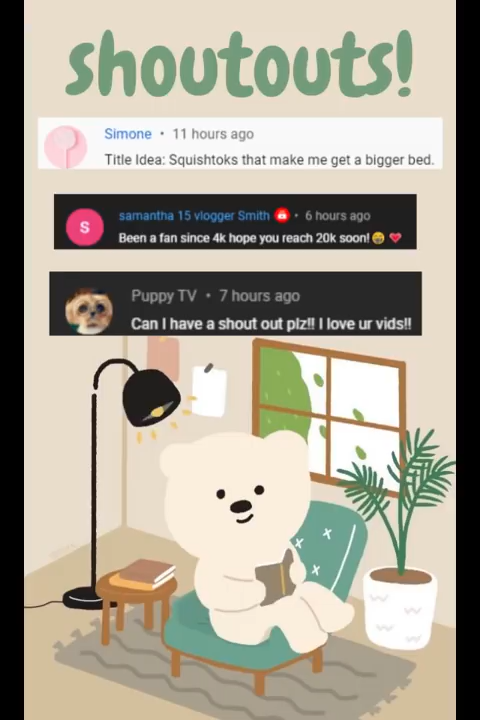 shoutouts!
Simone • 11 hours ago
Title Idea: Squishtoks that make me get a bigger bed.
S
samantha 15 vlogger Smith • 6 hours ago
Been a fan since 4k hope you reach 20k soon!😅 ❤️
Puppy TV • 7 hours ago
Can I have a shout out plz!! I love ur vids!!